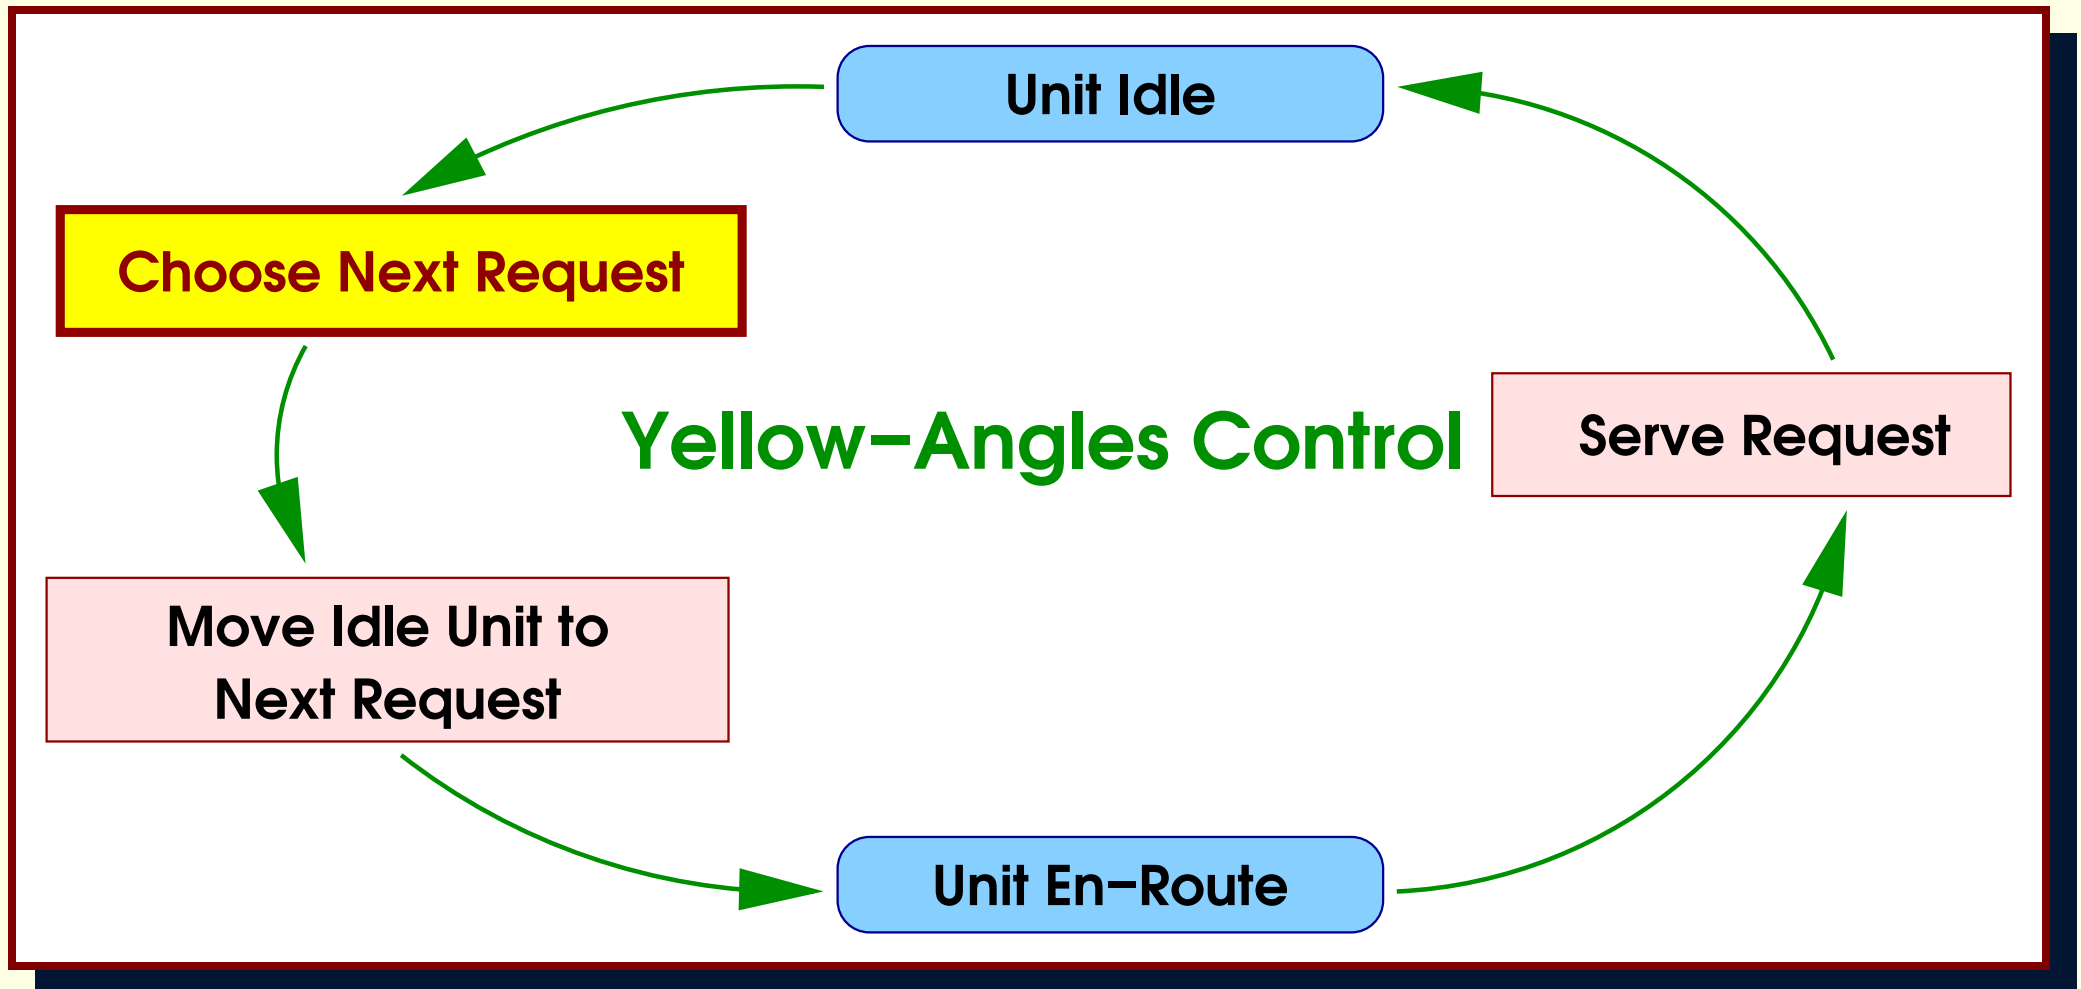 Unit Idle
Choose Next Request
Yellow-Angles Control
Serve Request
Move Idle Unit to
Next Request
Unit En-Route